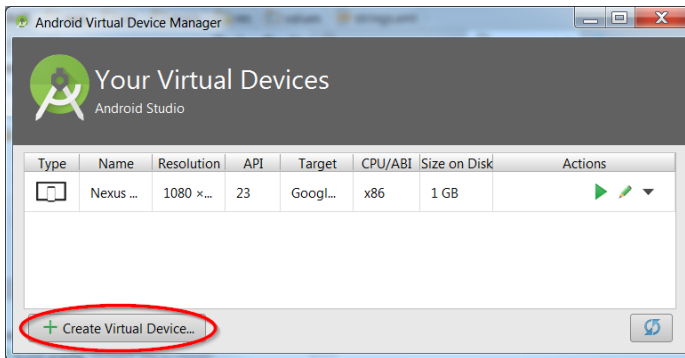 Android Virtual Device Manager
Your Virtual Devices
Android Studio
Type Name Resolution API Target CPU/ABI Size on Disk Actions
Nexus ... 1080 ×... 23 Googl... x86 1 GB
Create Virtual Device...